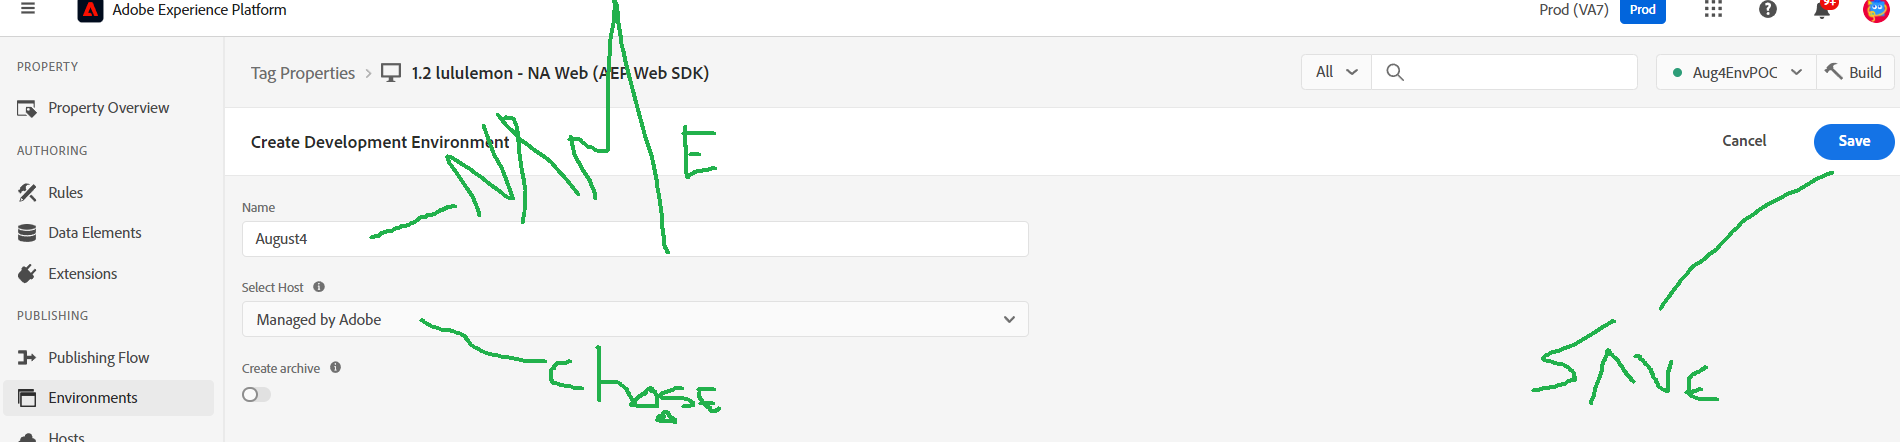 Adobe Experience Platform
Prod (VA7)
Prod
9+
PROPERTY
Property Overview
AUTHORING
Rules
Data Elements
Extensions
PUBLISHING
Publishing Flow
Environments
Hosts
Tag Properties > 1.2 lululemon - NA Web (AEP Web SDK)
All
Aug4EnvPOC
Build
Create Development Environment
Cancel
Save
NAME
Name
August4
Select Host
Managed by Adobe
Create archive
SAVE